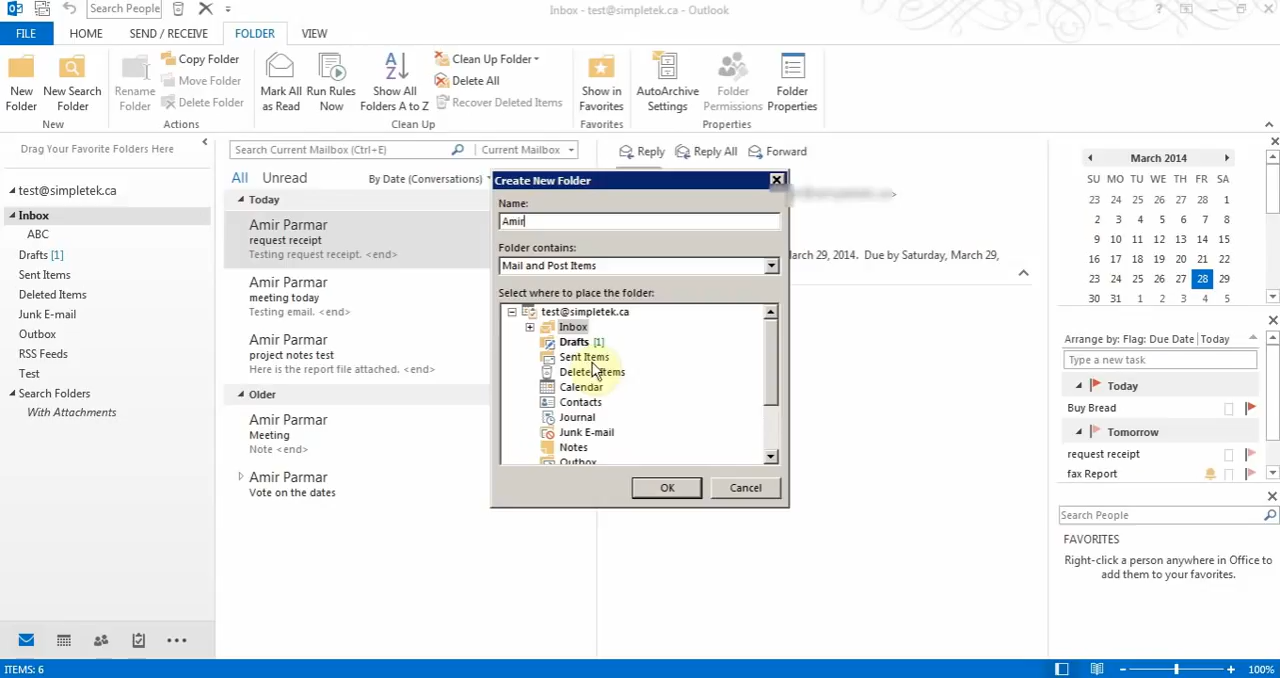 Search People
Inbox - test@simpletek.ca - Outlook
?
FILE
HOME
SEND / RECEIVE
FOLDER
VIEW
New Folder
New Search Folder
New
Rename Folder
Copy Folder
Move Folder
Delete Folder
Actions
Mark All as Read
Run Rules Now
Show All Folders A to Z
Clean Up Folder
Delete All
Recover Deleted Items
Clean Up
Show in Favorites
Favorites
AutoArchive Settings
Folder Permissions
Folder Properties
Properties
Drag Your Favorite Folders Here
test@simpletek.ca
Inbox
ABC
Drafts [1]
Sent Items
Deleted Items
Junk E-mail
Outbox
RSS Feeds
Test
Search Folders
With Attachments
Search Current Mailbox (Ctrl+E)
Current Mailbox
All Unread
By Date (Conversations)
Today
Amir Parmar
request receipt
Testing request receipt. <end>
Amir Parmar
meeting today
Testing email. <end>
Amir Parmar
project notes test
Here is the report file attached. <end>
Older
Amir Parmar
Meeting
Note <end>
Amir Parmar
Vote on the dates
Reply Reply All Forward
March 29, 2014. Due by Saturday, March 29,
Create New Folder
Name:
Amir
Folder contains:
Mail and Post Items
Select where to place the folder:
test@simpletek.ca
Inbox
Drafts [1]
Sent Items
Deleted Items
Calendar
Contacts
Journal
Junk E-mail
Notes
Outbox
OK
Cancel
March 2014
SU MO TU WE TH FR SA
23 24 25 26 27 28 1
2 3 4 5 6 7 8
9 10 11 12 13 14 15
16 17 18 19 20 21 22
23 24 25 26 27 28 29
30 31 1 2 3 4 5
Arrange by: Flag: Due Date Today
Type a new task
Today
Buy Bread
Tomorrow
request receipt
fax Report
Search People
FAVORITES
Right-click a person anywhere in Office to
add them to your favorites.
ITEMS: 6
100%